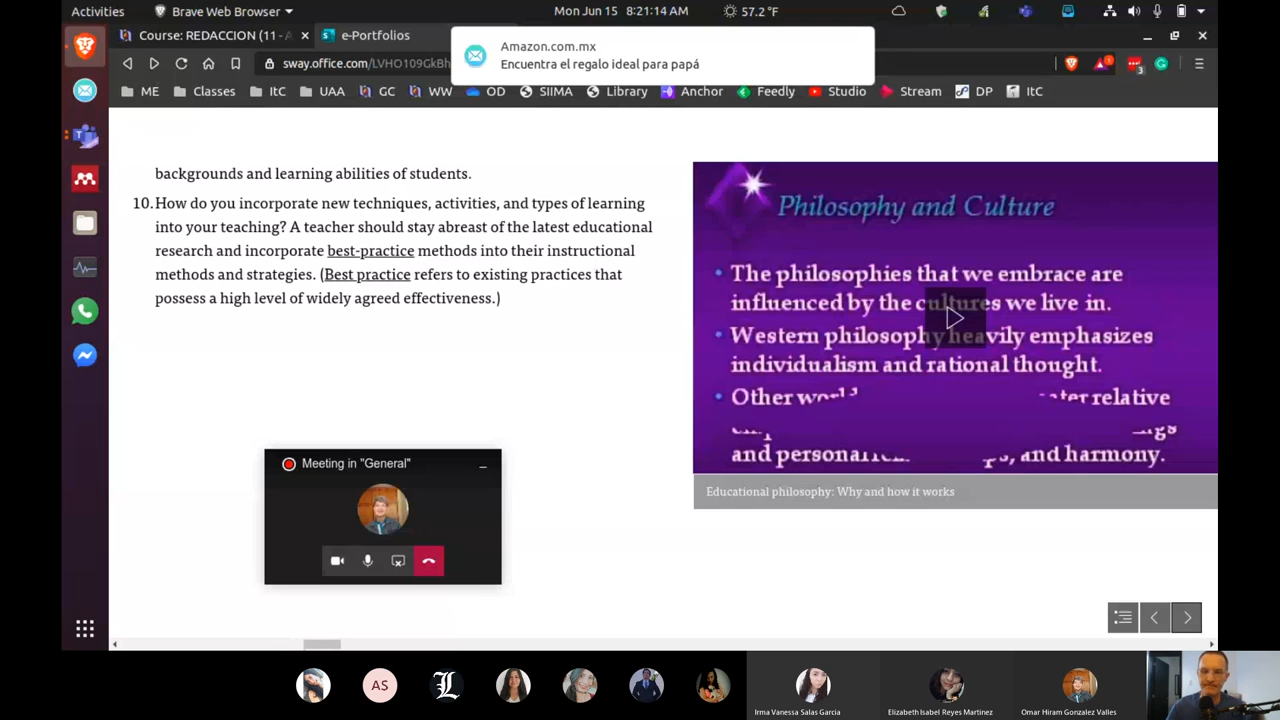 Activities
Brave Web Browser
Mon Jun 15 8:21:14 AM
57.2 °F
Course: REDACCION (11 - A
e-Portfolios
Amazon.com.mx
Encuentra el regalo ideal para papá
sway.office.com/LVHO109GkBh
3
ME
Classes
ItC
UAA
GC
WW
OD
SIIMA
Library
Anchor
Feedly
Studio
Stream
DP
ItC
backgrounds and learning abilities of students.
10. How do you incorporate new techniques, activities, and types of learning
into your teaching? A teacher should stay abreast of the latest educational
research and incorporate best-practice methods into their instructional
methods and strategies. (Best practice refers to existing practices that
possess a high level of widely agreed effectiveness.)
Philosophy and Culture
• The philosophies that we embrace are
influenced by the cultures we live in.
• Western philosophy heavily emphasizes
individualism and rational thought.
• Other relative
and harmony.
Educational philosophy: Why and how it works
Meeting in "General"
AS
L
Irma Vanessa Salas Garcia
Elizabeth Isabel Reyes Martinez
Omar Hiram Gonzalez Valles